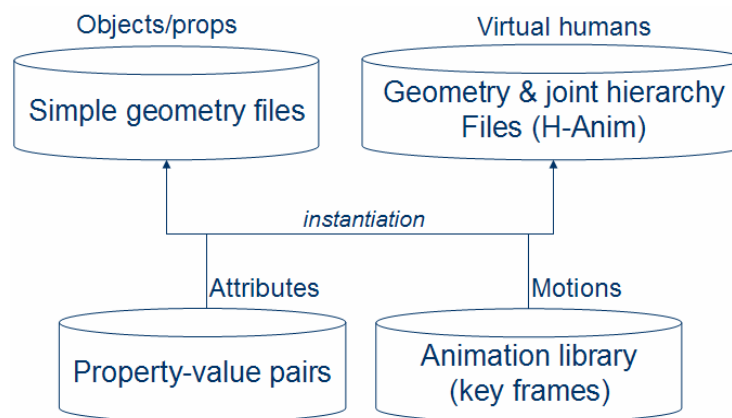 Objects/props
Virtual humans
Simple geometry files
Geometry & joint hierarchy
Files (H-Anim)
instantiation
Attributes
Motions
Property-value pairs
Animation library
(key frames)